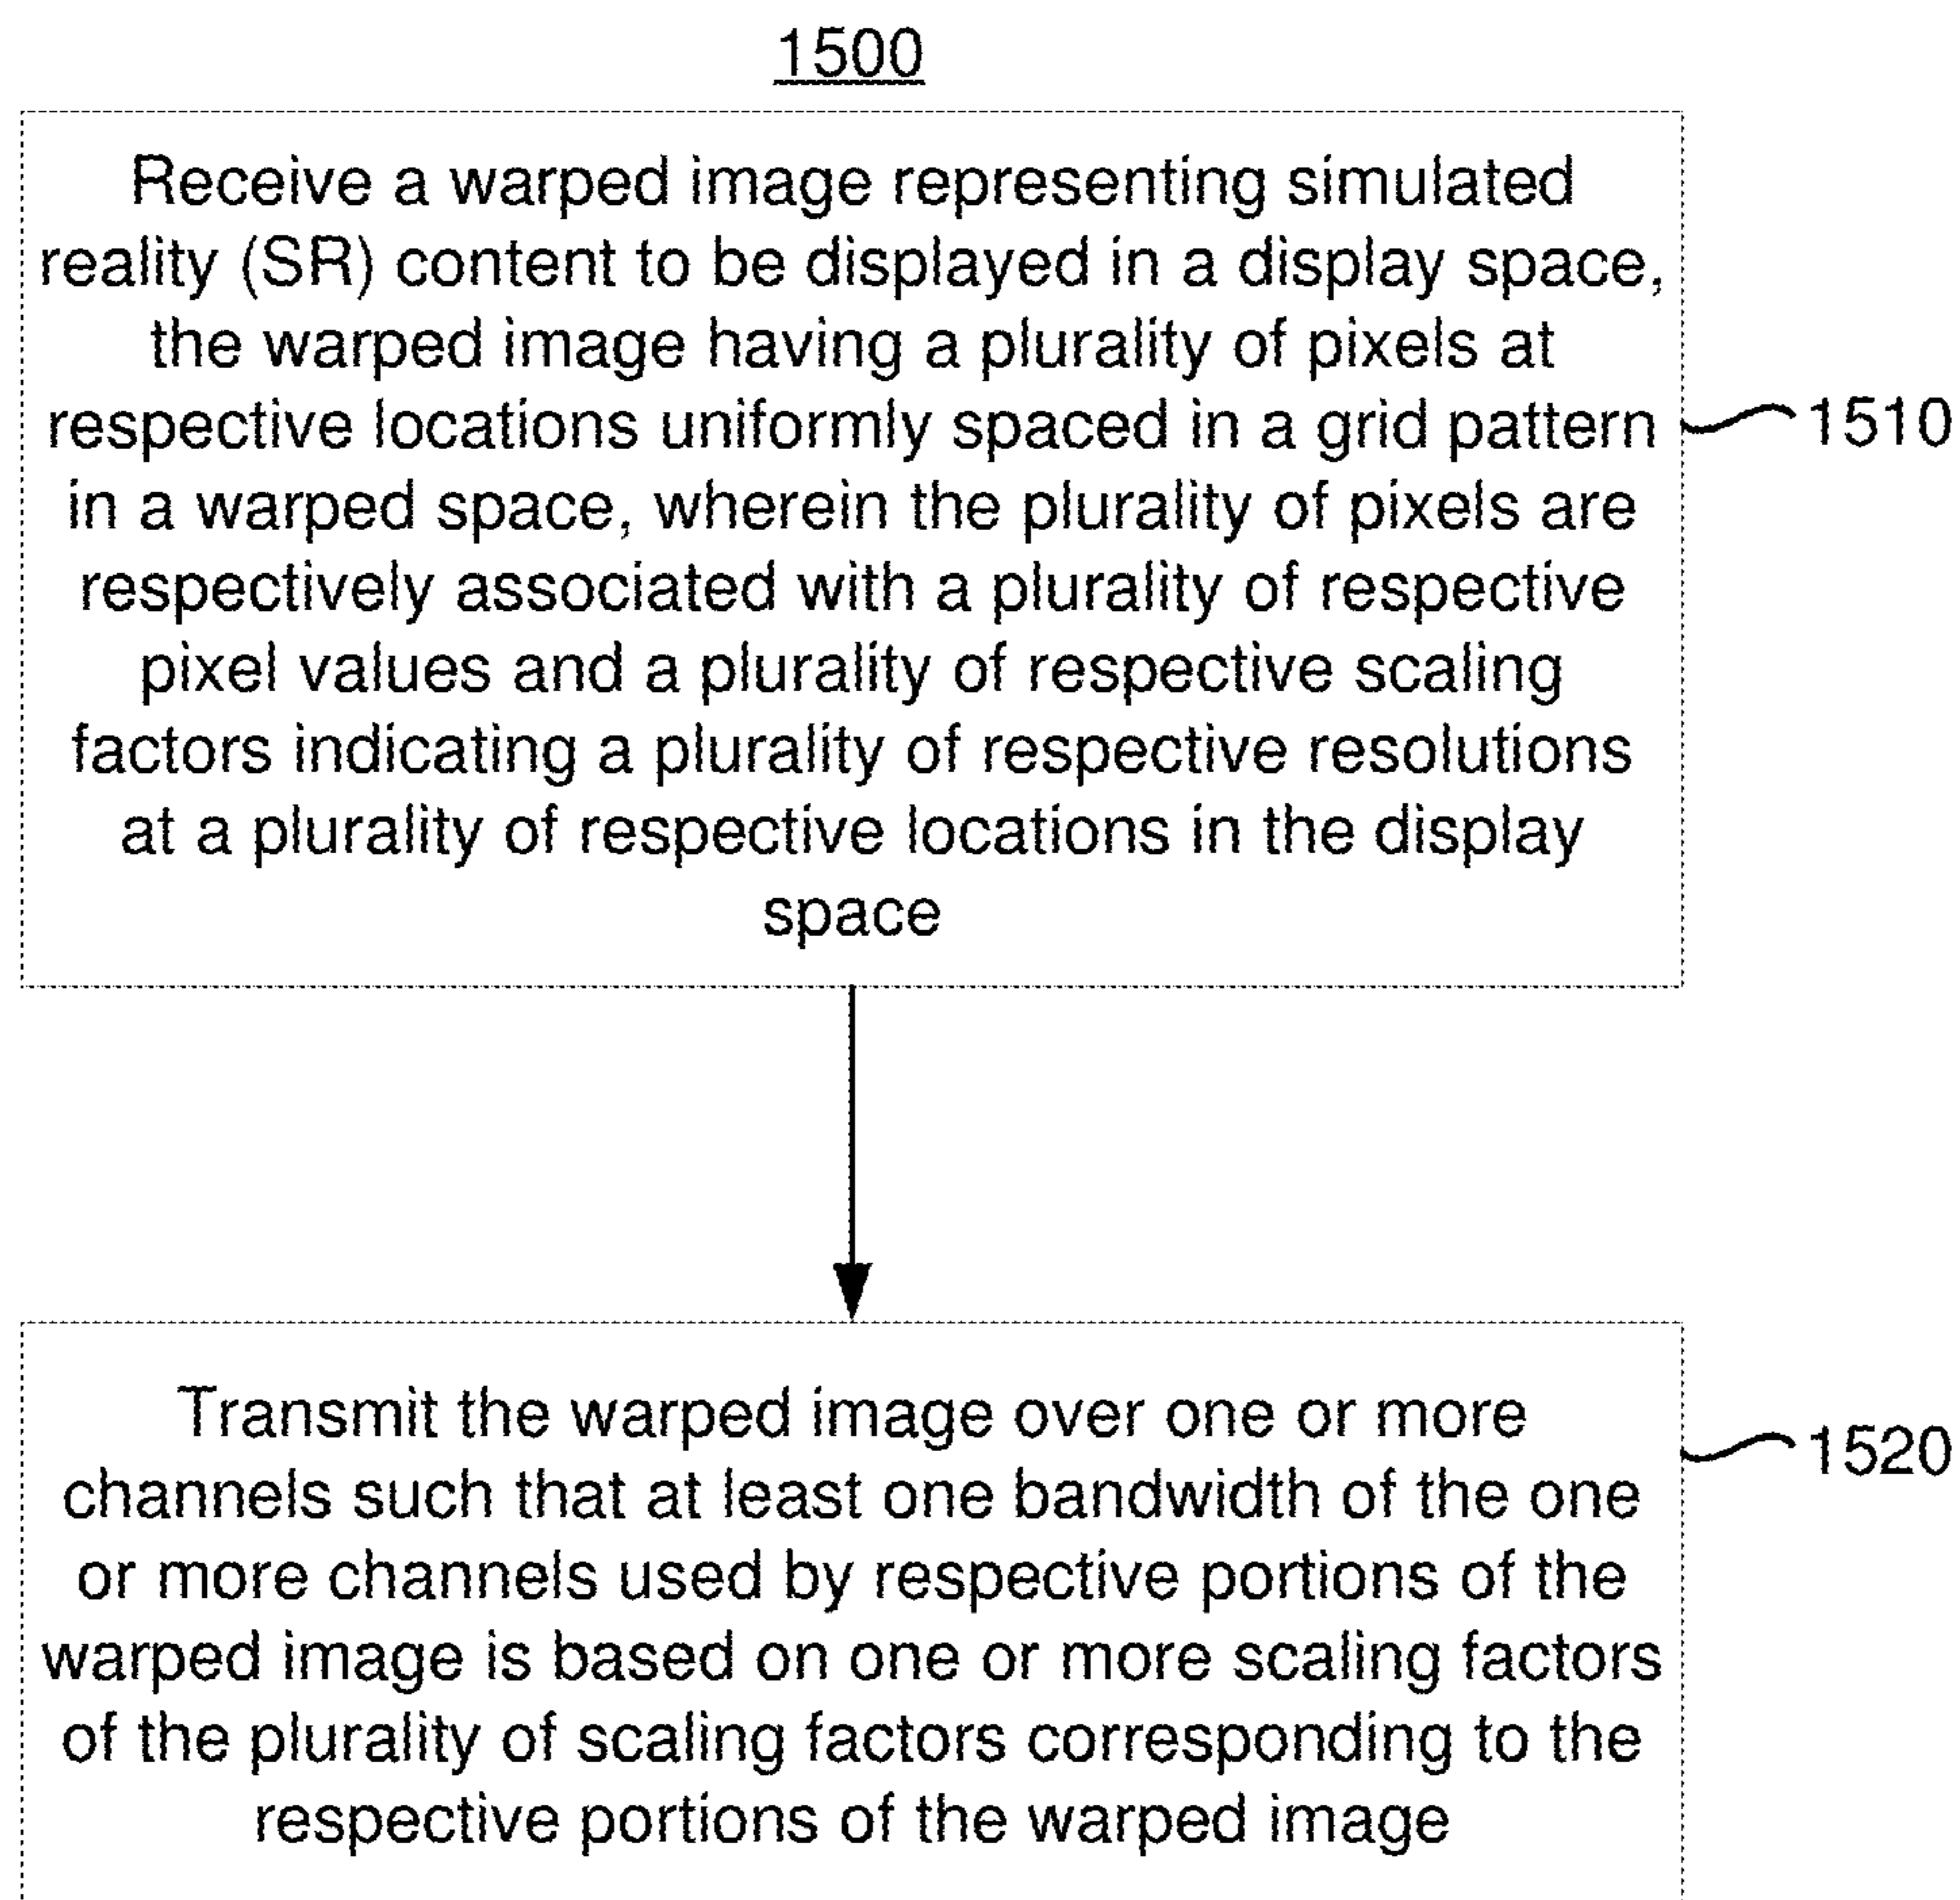 1500
Receive a warped image representing simulated
reality (SR) content to be displayed in a display space,
the warped image having a plurality of pixels at
respective locations uniformly spaced in a grid pattern
in a warped space, wherein the plurality of pixels are
respectively associated with a plurality of respective
pixel values and a plurality of respective scaling
factors indicating a plurality of respective resolutions
at a plurality of respective locations in the display
space
1510
Transmit the warped image over one or more
channels such that at least one bandwidth of the one
or more channels used by respective portions of the
warped image is based on one or more scaling factors
of the plurality of scaling factors corresponding to the
respective portions of the warped image
1520